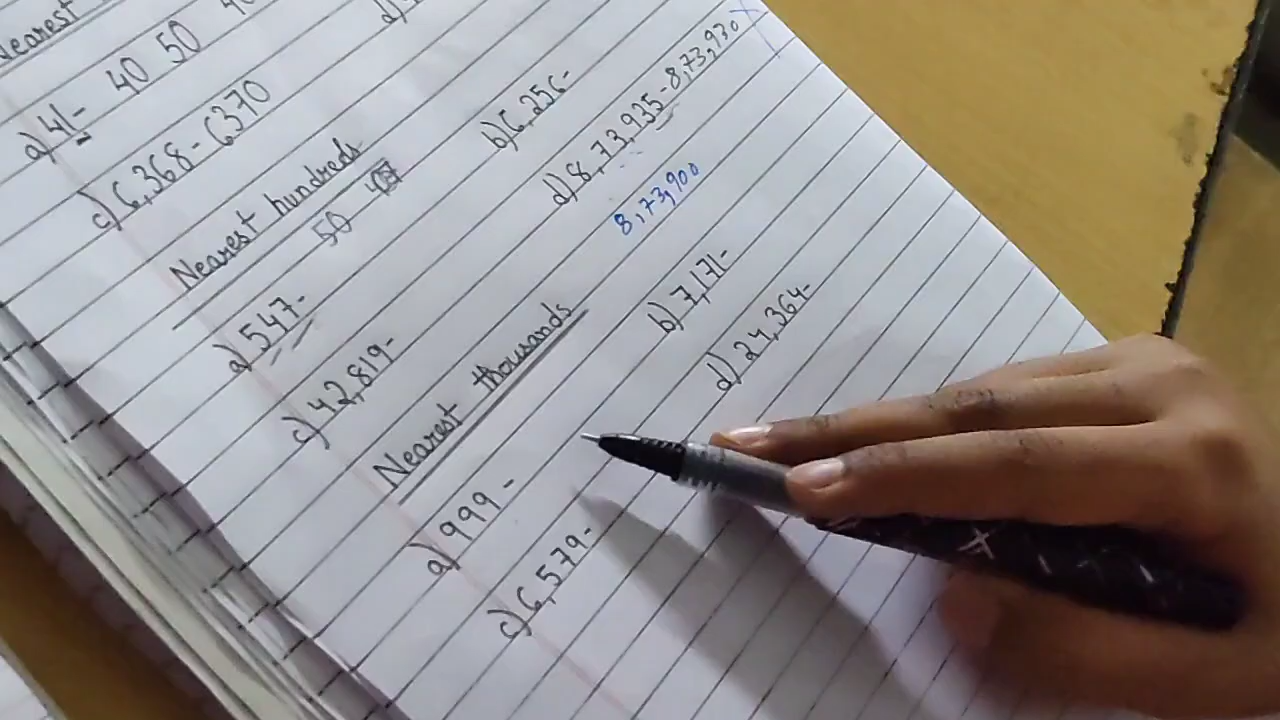 Nearest
a) 41- 40 50
c) 6,368 - 6370
Nearest hundreds
50
a) 547- b) 6,256-
c) 42,819- d) 8,73,935 - 8,73,930
8,73,900
Nearest thousands
a) 999 - b) 7,171-
c) 6,579- d) 24,364-